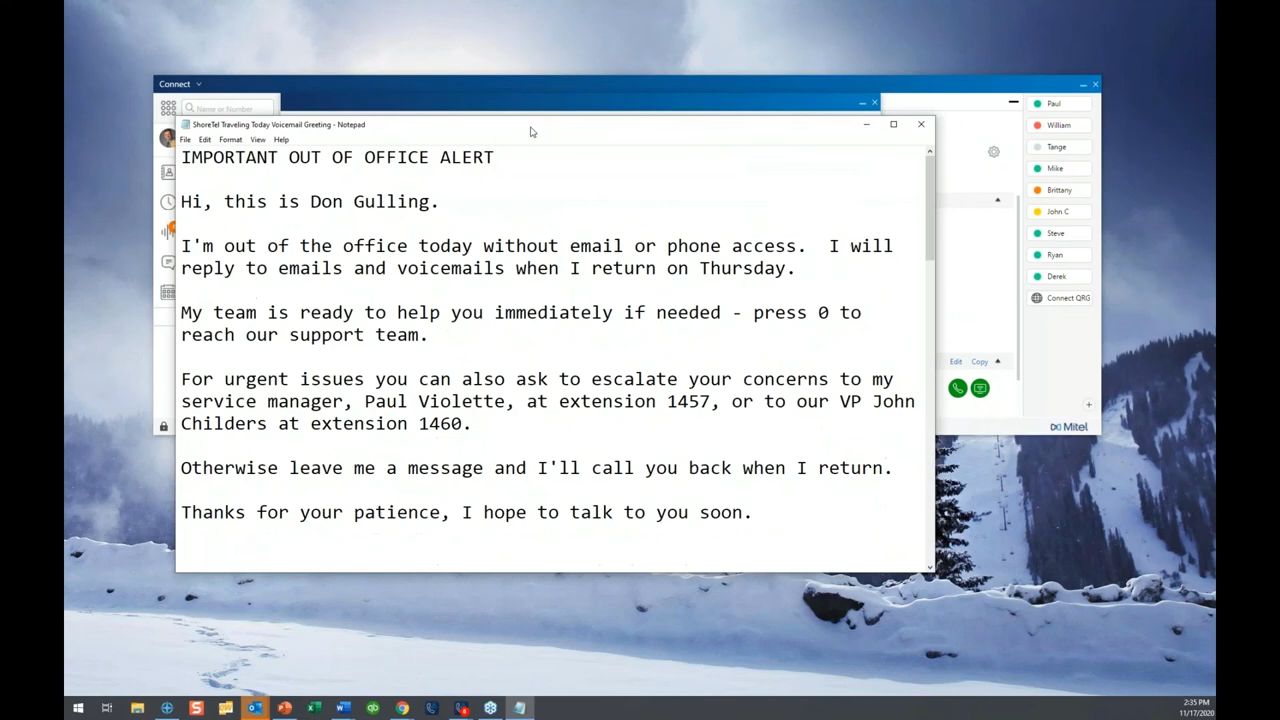 Connect
Name or Number
ShoreTel Traveling Today Voicemail Greeting - Notepad
File Edit Format View Help
IMPORTANT OUT OF OFFICE ALERT
Hi, this is Don Gulling.
I'm out of the office today without email or phone access. I will
reply to emails and voicemails when I return on Thursday.
My team is ready to help you immediately if needed - press 0 to
reach our support team.
For urgent issues you can also ask to escalate your concerns to my
service manager, Paul Violette, at extension 1457, or to our VP John
Childers at extension 1460.
Otherwise leave me a message and I'll call you back when I return.
Thanks for your patience, I hope to talk to you soon.
Paul
William
Tange
Mike
Brittany
John C
Steve
Ryan
Derek
Connect QRG
Edit Copy
Mitel
2:35 PM
11/17/2020